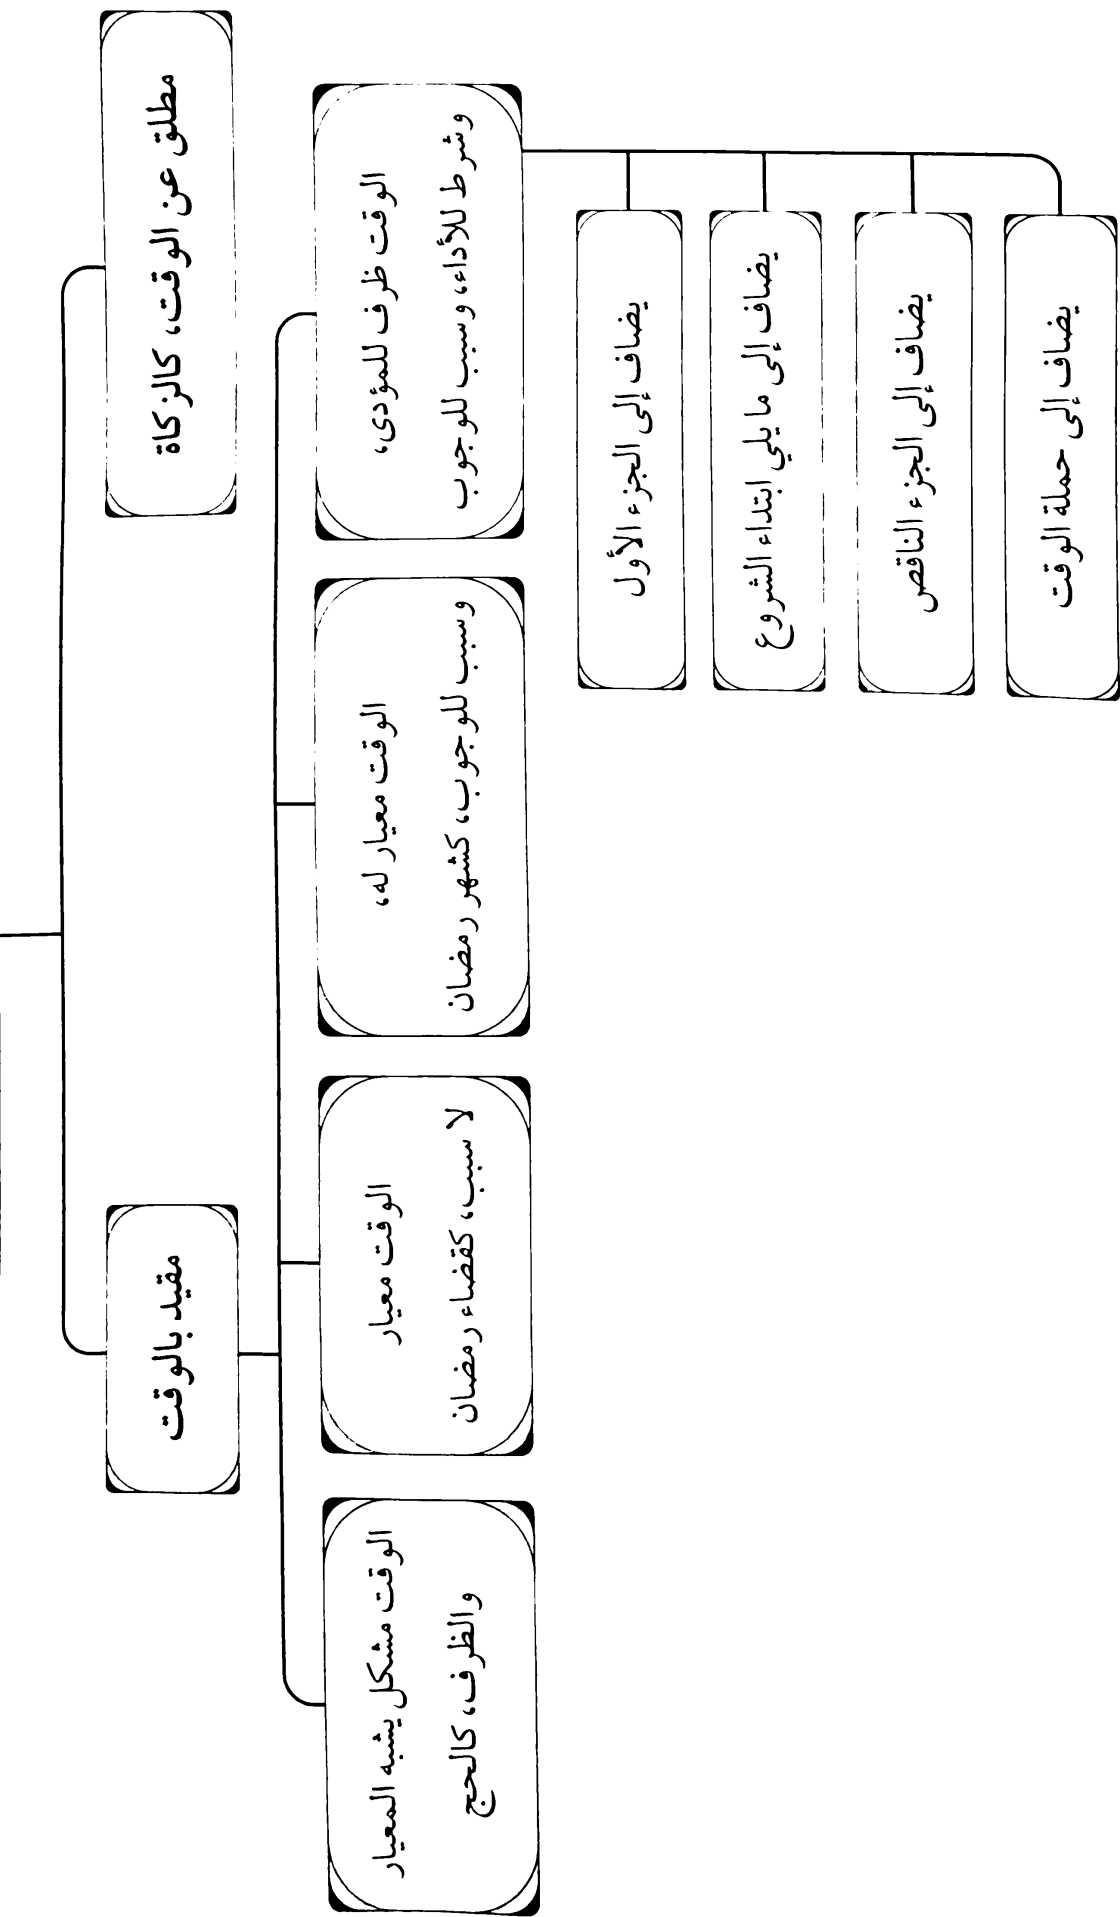 مطلق عن الوقت، كالزكاة
مقيد بالوقت
الوقت ظرف للمؤدى،
وشرط للأداء، وسبب للوجوب
الوقت معيار له،
وسبب للوجوب، كشهر رمضان
الوقت معيار
لا سبب، كقضاء رمضان
الوقت مشكل يشبه المعيار
والظرف، كالحج
يضاف إلى الجزء الأول
يضاف إلى ما يلي ابتداء الشروع
يضاف إلى الجزء الناقص
يضاف إلى حملة الوقت